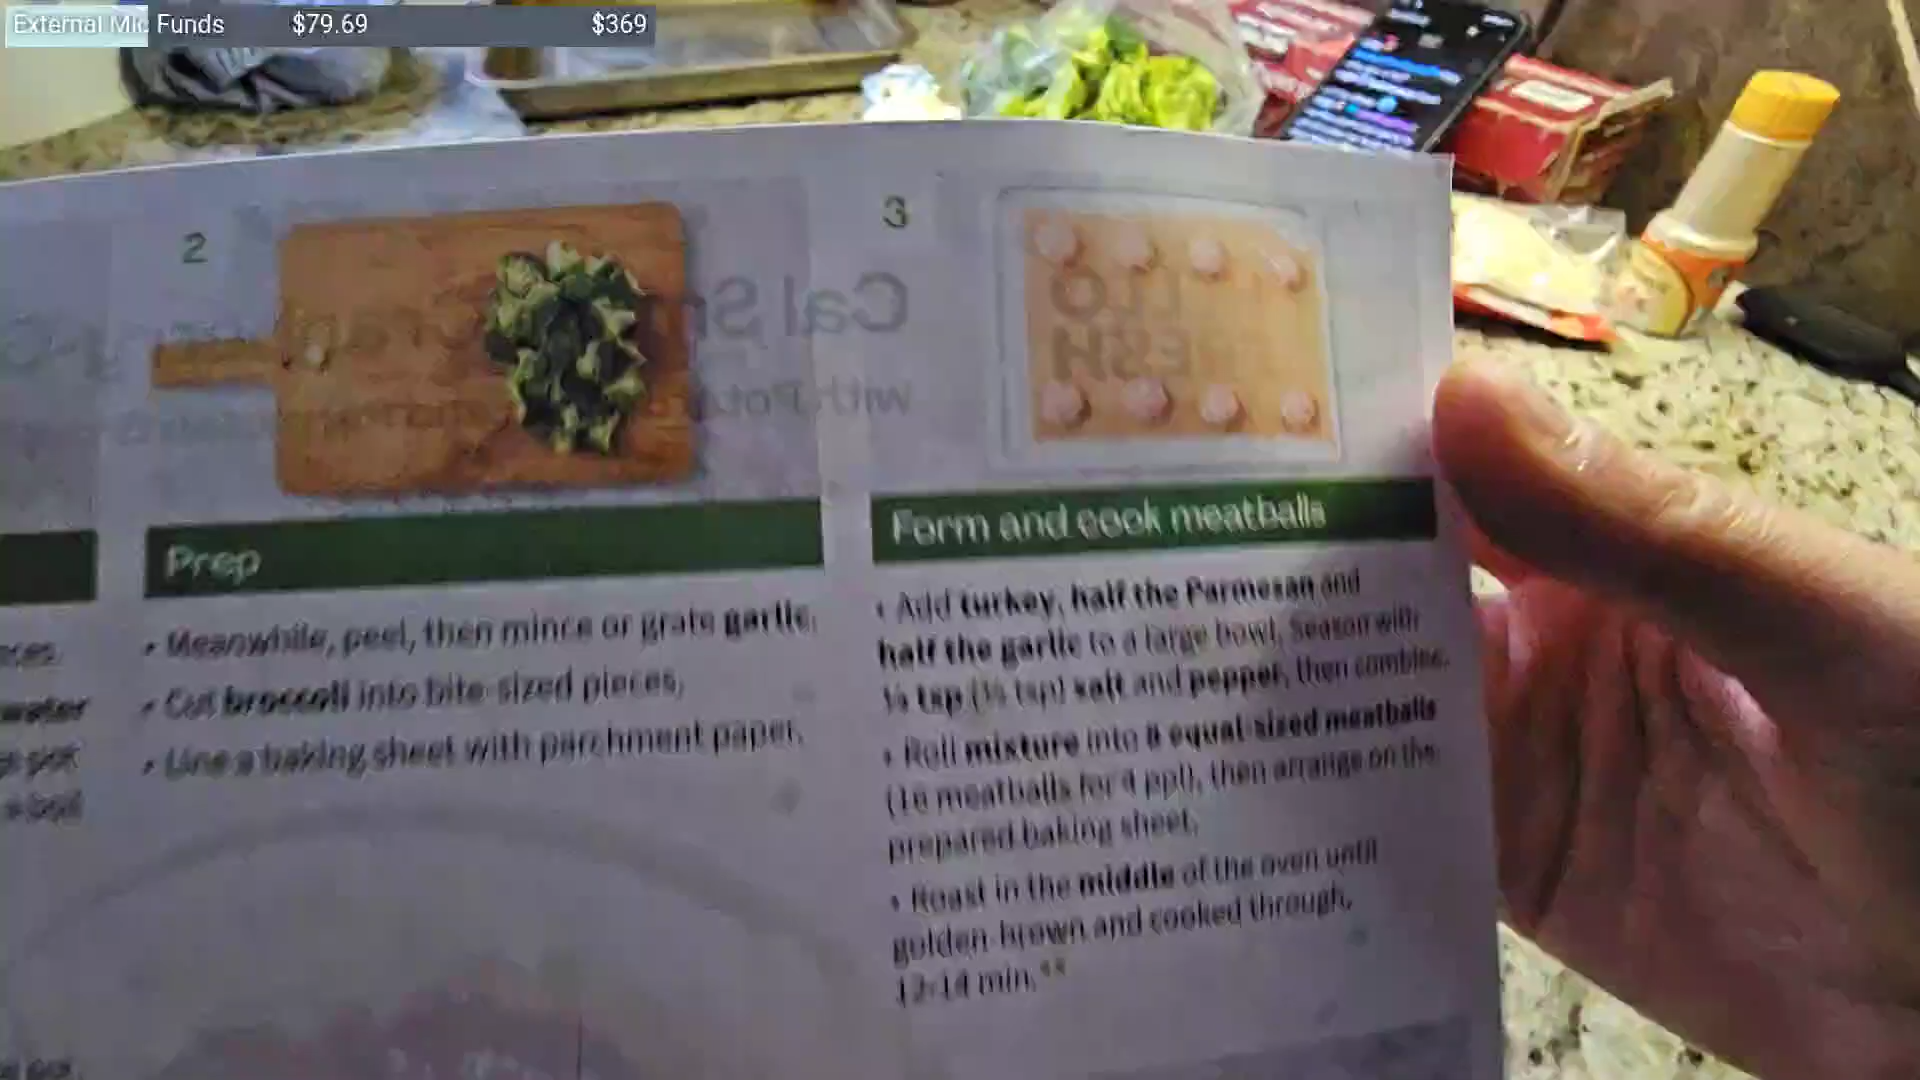 External Mic Funds $79.69 $369
2
Prep
• Meanwhile, peel, then mince or grate garlic.
• Cut broccoli into bite-sized pieces.
• Line a baking sheet with parchment paper.
3
Form and cook meatballs
• Add turkey, half the Parmesan and
half the garlic to a large bowl. Season with
tsp salt and pepper, then combine.
• Roll mixture into 8 equal-sized meatballs
(16 meatballs for 4 ppl), then arrange on the
prepared baking sheet.
• Roast in the middle of the oven until
golden-brown and cooked through,
12-14 min.**
water
pot